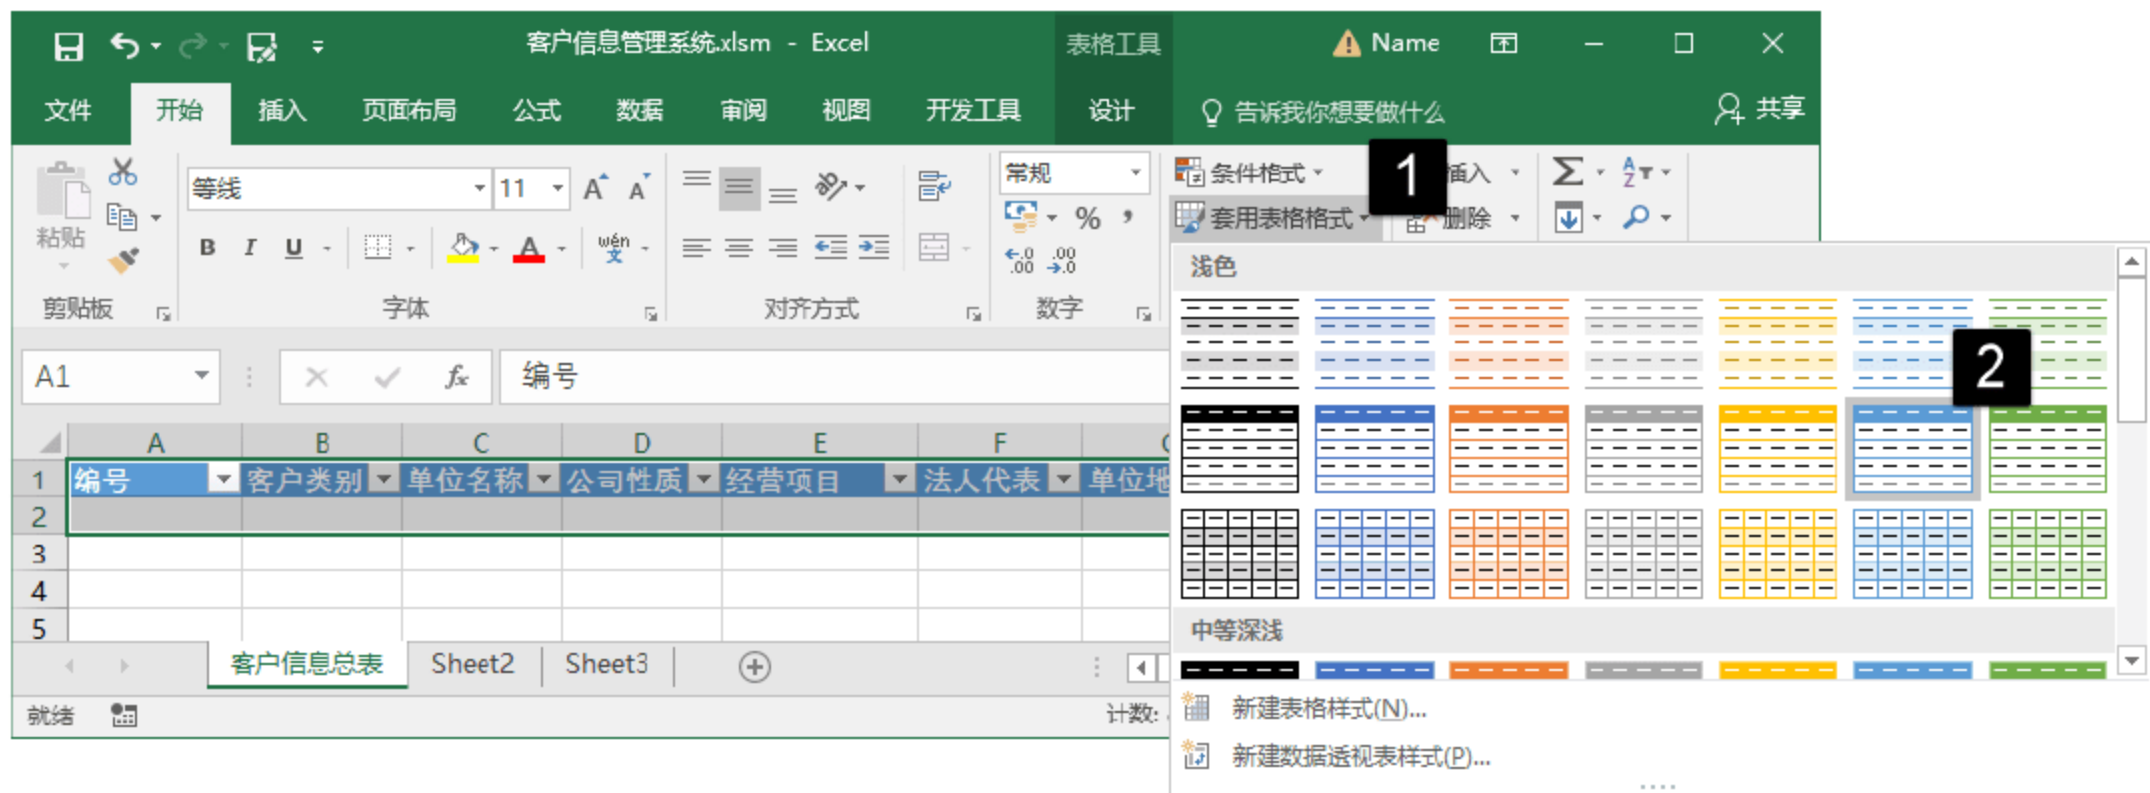 客户信息管理系统.xlsm - Excel 表格工具 Name
文件 开始 插入 页面布局 公式 数据 审阅 视图 开发工具 设计 告诉我你想要做什么 共享
等线 11 常规 条件格式 1 插入
粘贴 B I U wén 文 % 套用表格格式 删除
剪贴板 字体 对齐方式 数字
浅色
2
A1 fx 编号
A B C D E F
1 编号 客户类别 单位名称 公司性质 经营项目 法人代表 单位地
2
3
4
5
中等深浅
客户信息总表 Sheet2 Sheet3
就绪 计数:
新建表格样式(N)...
新建数据透视表样式(P)...